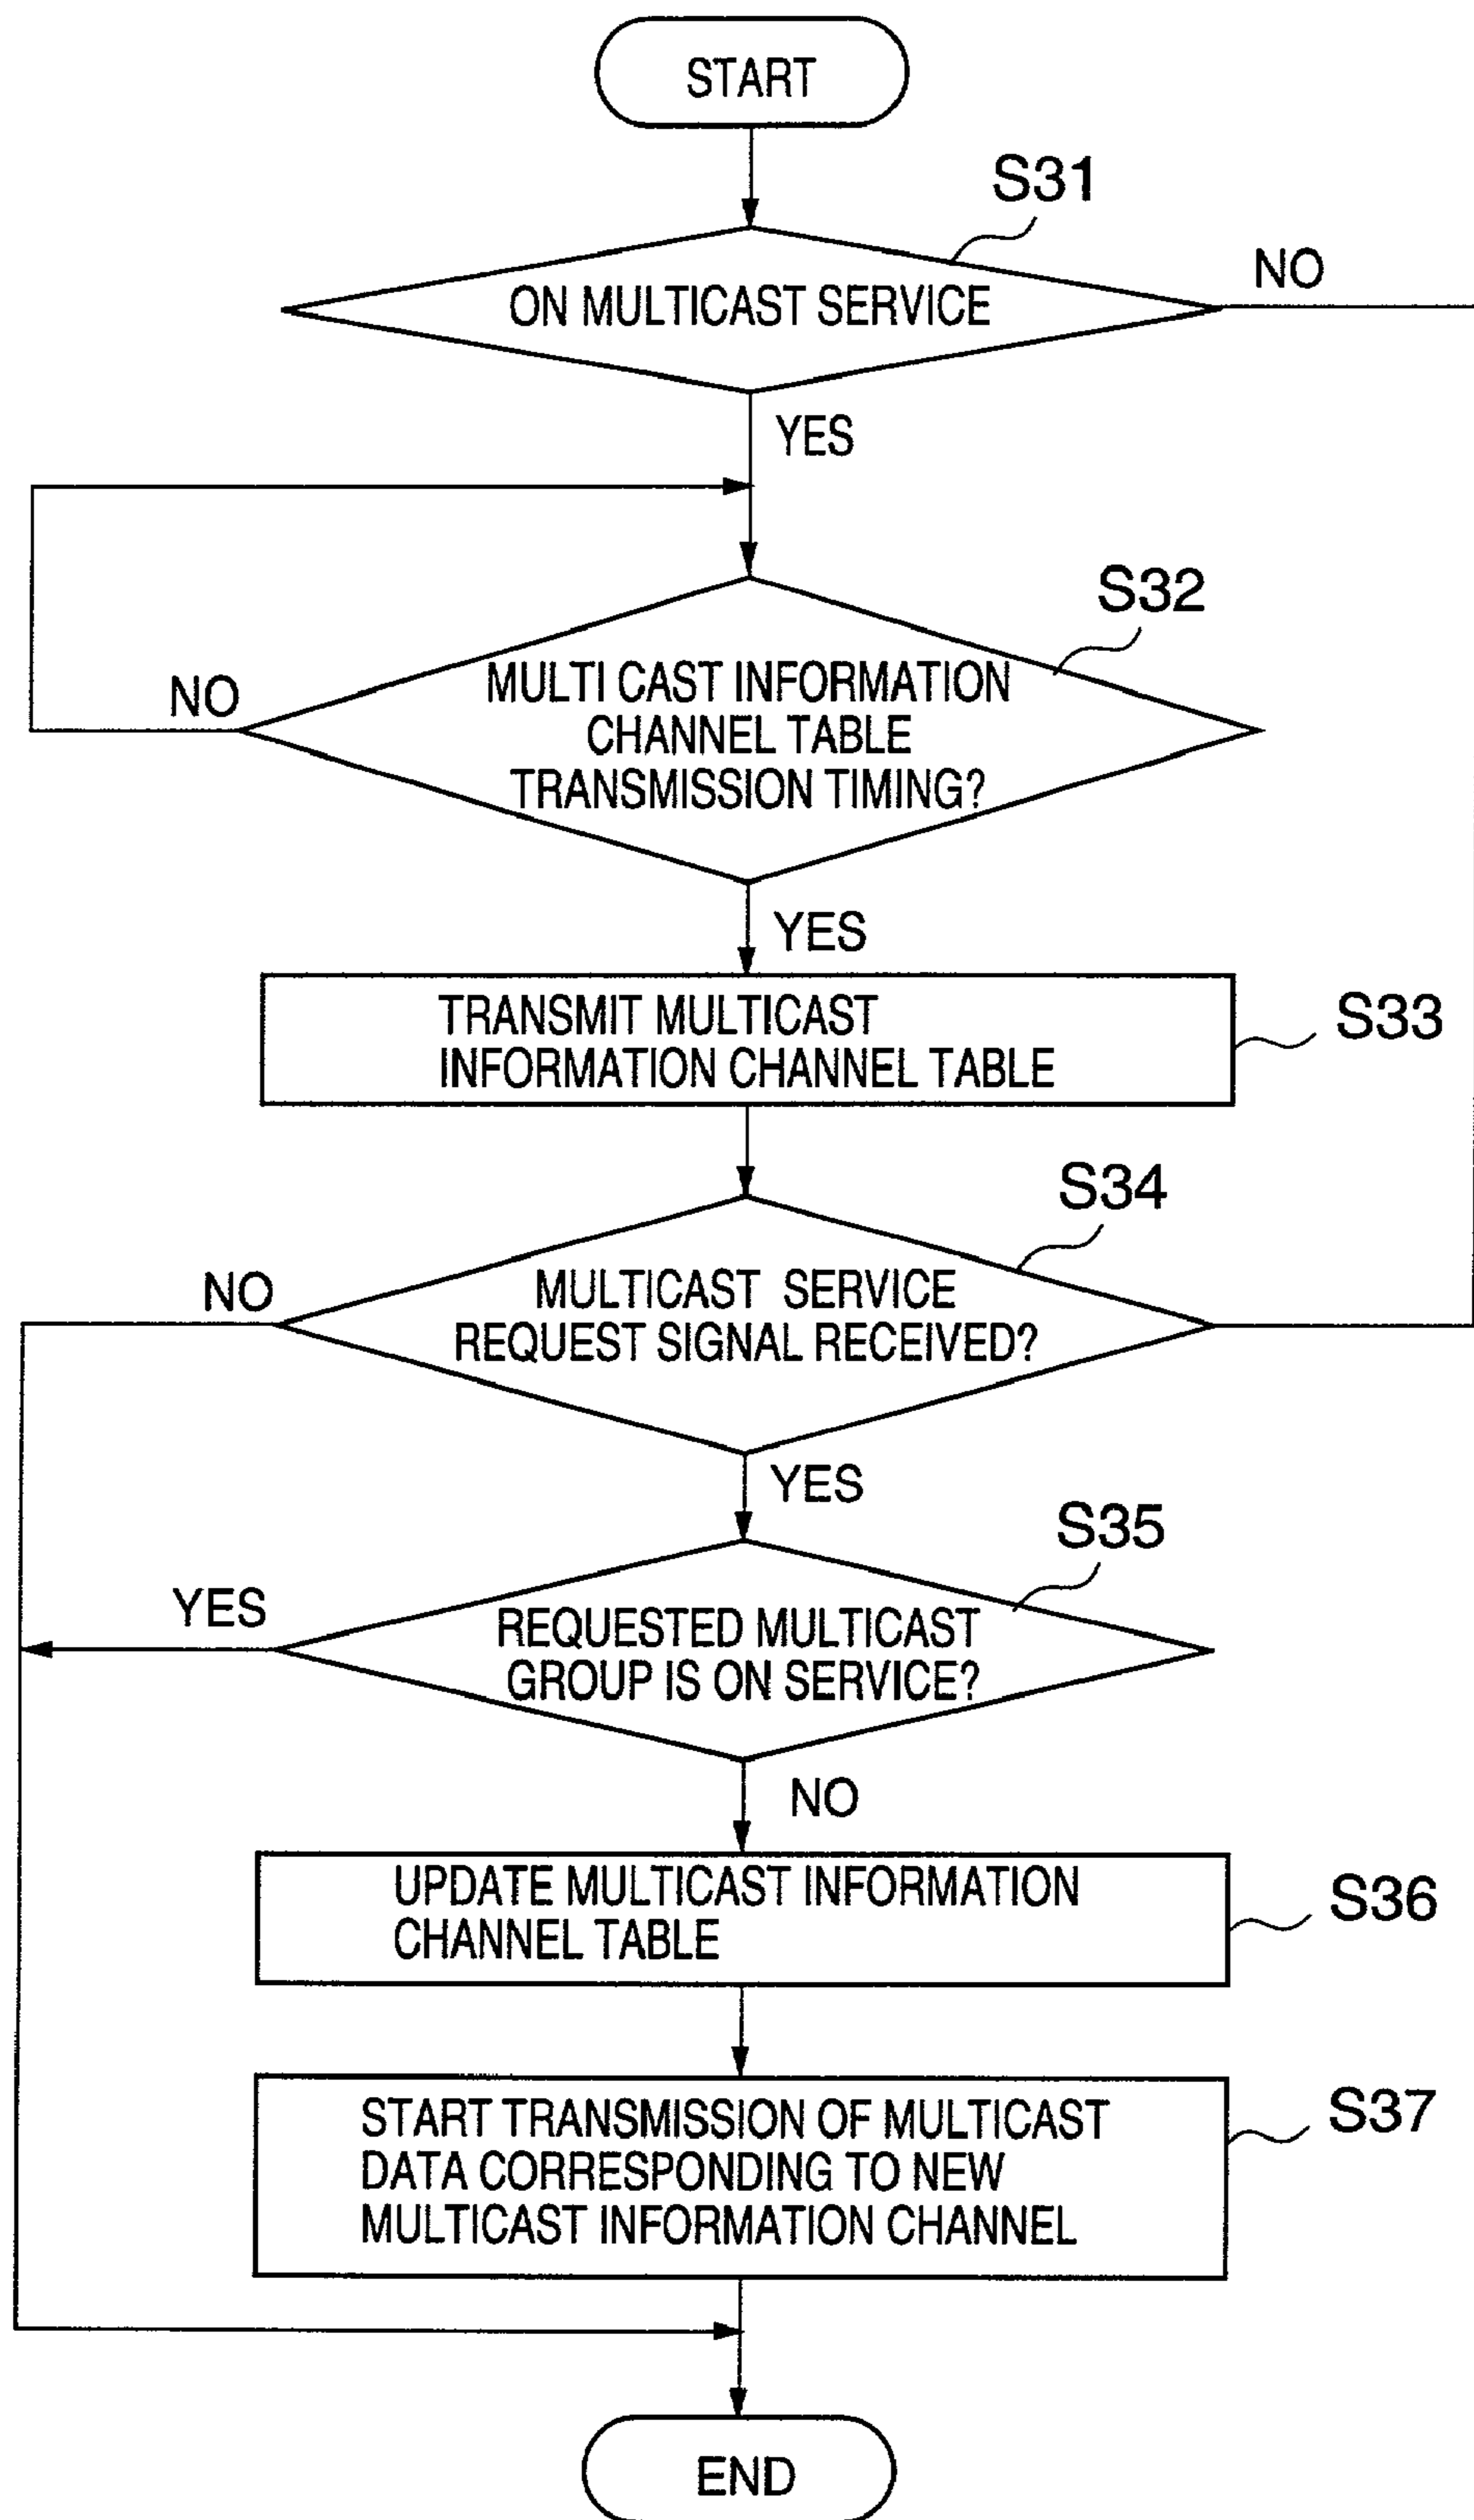 START
S31
NO
ON MULTICAST SERVICE
YES
S32
NO
MULTI CAST INFORMATION
CHANNEL TABLE
TRANSMISSION TIMING?
YES
TRANSMIT MULTICAST
INFORMATION CHANNEL TABLE
S33
S34
NO
MULTICAST SERVICE
REQUEST SIGNAL RECEIVED?
YES
S35
YES
REQUESTED MULTICAST
GROUP IS ON SERVICE?
NO
UPDATE MULTICAST INFORMATION
CHANNEL TABLE
S36
START TRANSMISSION OF MULTICAST
DATA CORRESPONDING TO NEW
MULTICAST INFORMATION CHANNEL
S37
END